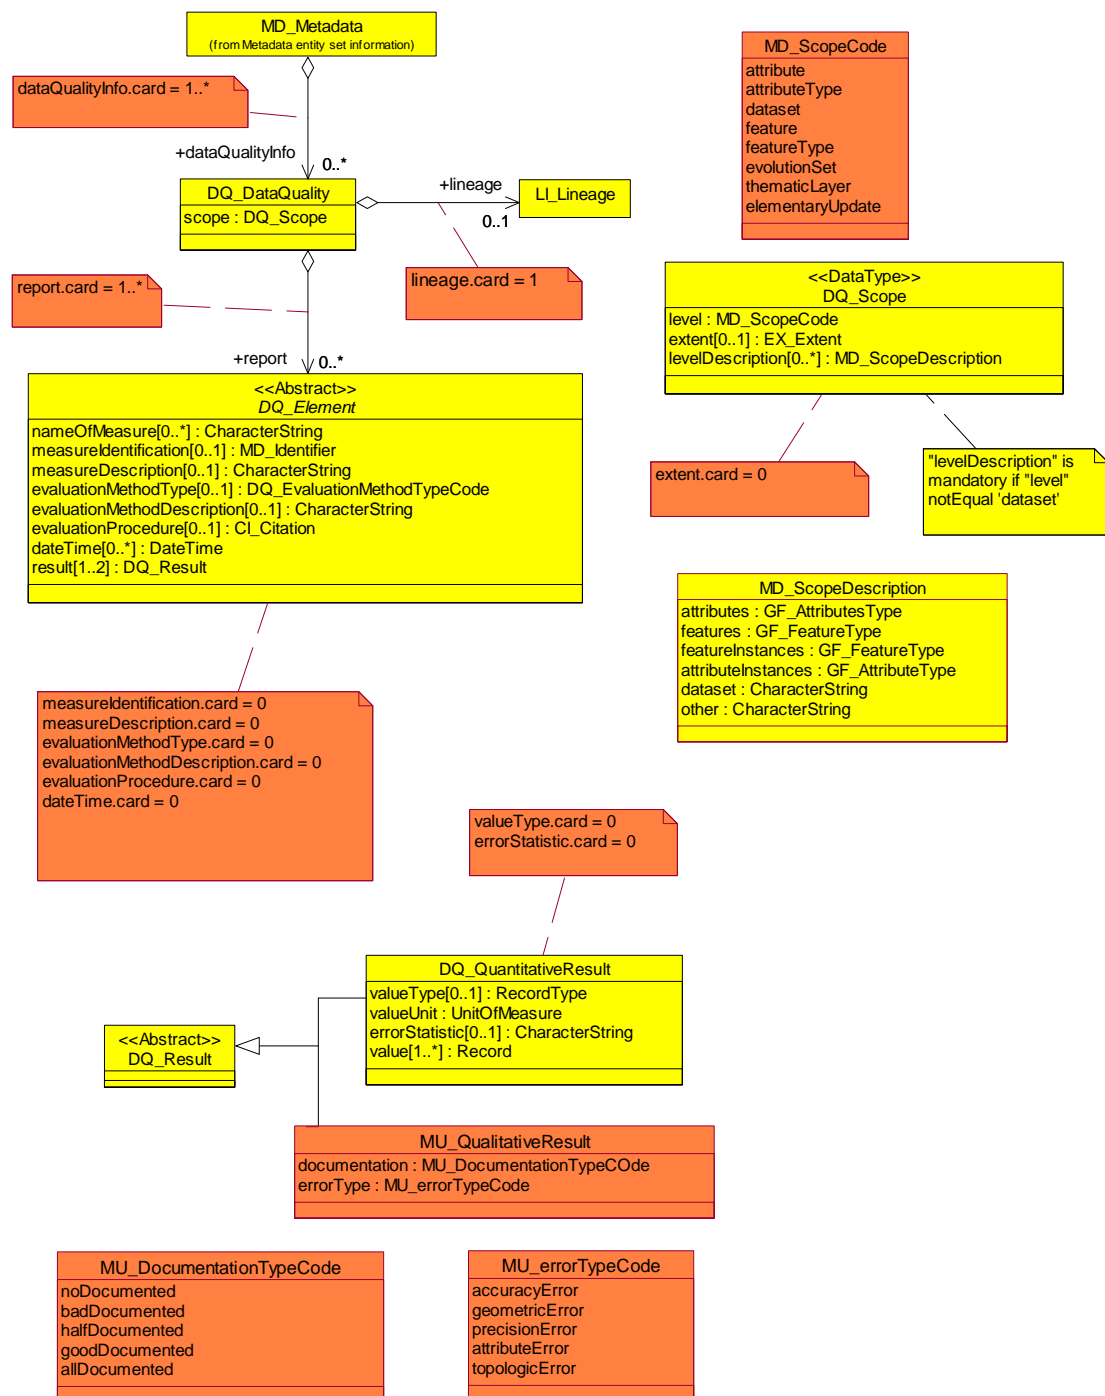 MD_Metadata
(from Metadata entity set information)
dataQualityInfo.card = 1..*
+dataQualityInfo
0..*
DQ_DataQuality
scope : DQ_Scope
+lineage
0..1
LI_Lineage
lineage.card = 1
report.card = 1..*
+report
0..*
<<Abstract>>
DQ_Element
nameOfMeasure[0..*] : CharacterString
measureIdentification[0..1] : MD_Identifier
measureDescription[0..1] : CharacterString
evaluationMethodType[0..1] : DQ_EvaluationMethodTypeCode
evaluationMethodDescription[0..1] : CharacterString
evaluationProcedure[0..1] : CI_Citation
dateTime[0..*] : DateTime
result[1..2] : DQ_Result
measureIdentification.card = 0
measureDescription.card = 0
evaluationMethodType.card = 0
evaluationMethodDescription.card = 0
evaluationProcedure.card = 0
dateTime.card = 0
MD_ScopeCode
attribute
attributeType
dataset
feature
featureType
evolutionSet
thematicLayer
elementaryUpdate
<<DataType>>
DQ_Scope
level : MD_ScopeCode
extent[0..1] : EX_Extent
levelDescription[0..*] : MD_ScopeDescription
extent.card = 0
"levelDescription" is
mandatory if "level"
notEqual 'dataset'
MD_ScopeDescription
attributes : GF_AttributesType
features : GF_FeatureType
featureInstances : GF_FeatureType
attributeInstances : GF_AttributeType
dataset : CharacterString
other : CharacterString
valueType.card = 0
errorStatistic.card = 0
DQ_QuantitativeResult
valueType[0..1] : RecordType
valueUnit : UnitOfMeasure
errorStatistic[0..1] : CharacterString
value[1..*] : Record
<<Abstract>>
DQ_Result
MU_QualitativeResult
documentation : MU_DocumentationTypeCOde
errorType : MU_errorTypeCode
MU_DocumentationTypeCode
noDocumented
badDocumented
halfDocumented
goodDocumented
allDocumented
MU_errorTypeCode
accuracyError
geometricError
precisionError
attributeError
topologicError